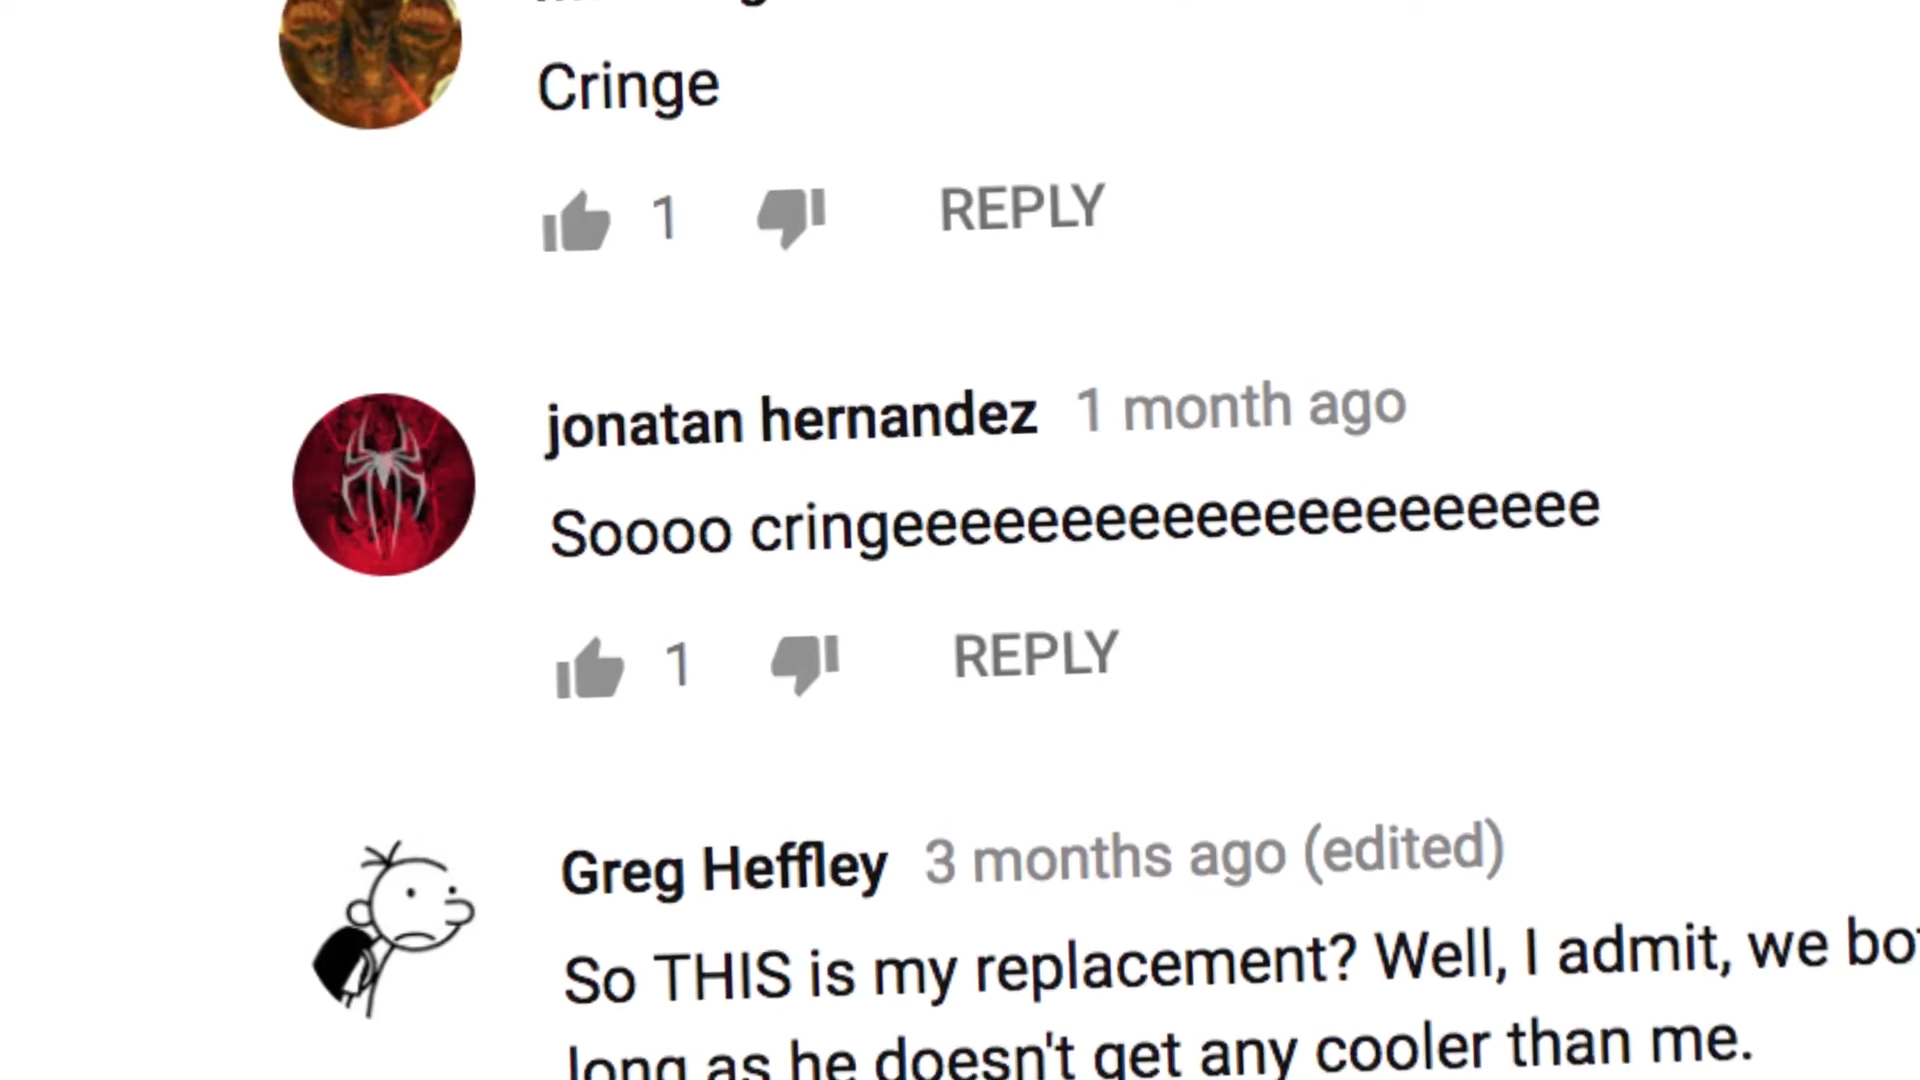 Cringe
1 REPLY
jonatan hernandez 1 month ago
Soooo cringeeeeeeeeeeeeeeeeeeeee
1 REPLY
Greg Heffley 3 months ago (edited)
So THIS is my replacement? Well, I admit, we
long as he doesn't get any cooler than me.